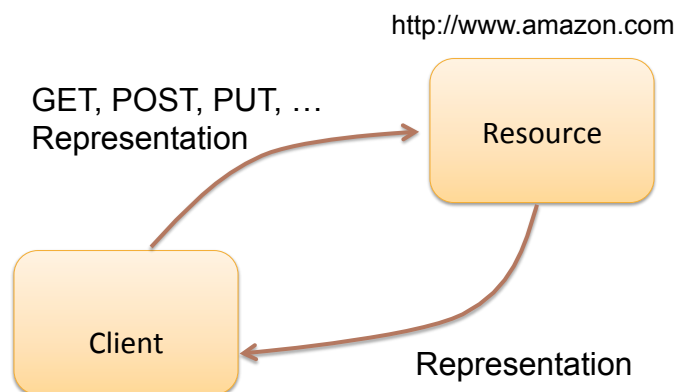 http://www.amazon.com
GET, POST, PUT, …
Representation
Resource
Client
Representation